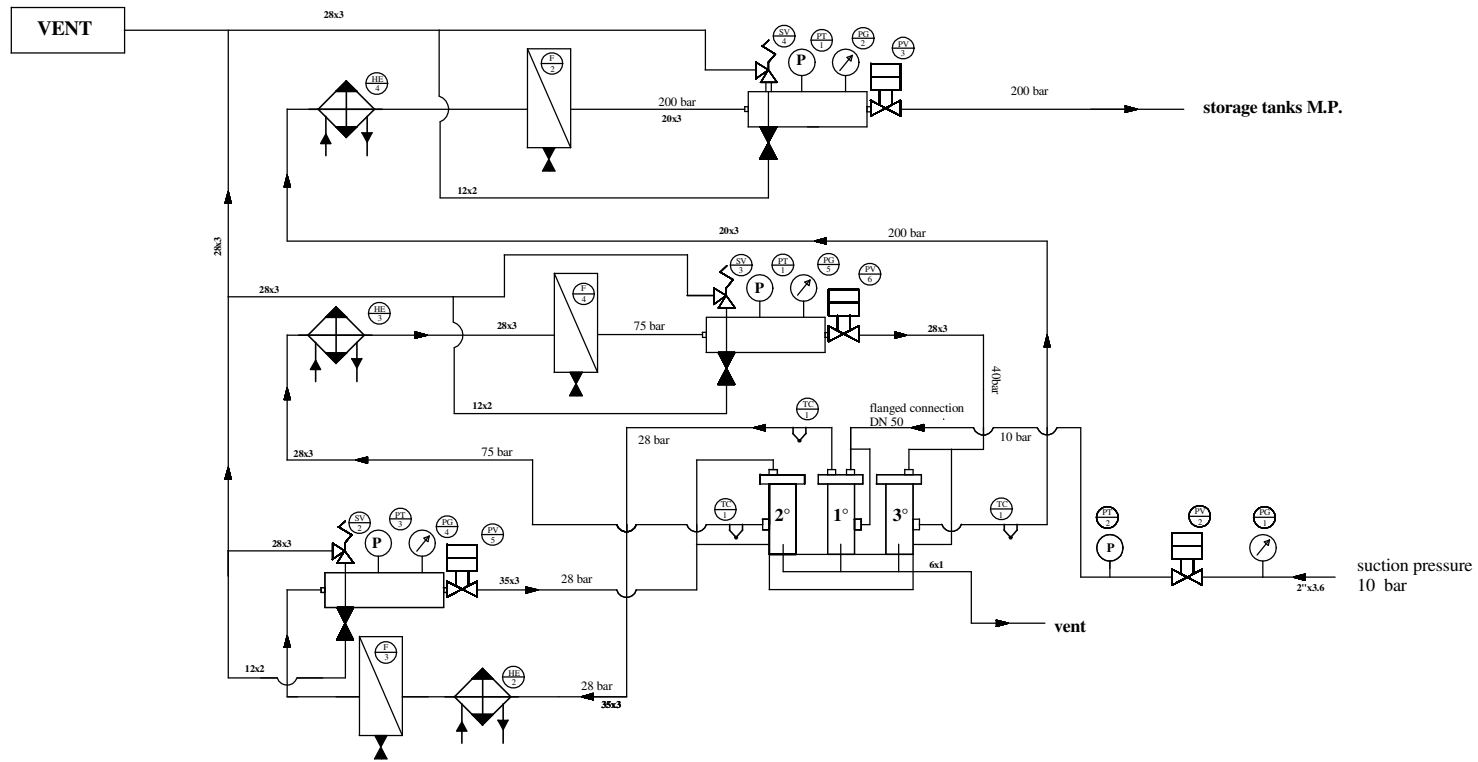 VENT
28x3
SV
4
PT
1
PG
2
PV
3
HE
4
F
2
200 bar
20x3
200 bar
storage tanks M.P.
12x2
28x3
20x3
200 bar
SV
3
PT
1
PG
5
PV
6
28x3
HE
3
F
4
28x3
75 bar
28x3
40bar
12x2
TC
1
flanged connection
DN 50
28 bar
10 bar
28x3
75 bar
2°
1°
3°
TC
1
TC
1
SV
2
PT
3
PG
4
PV
5
P
P
P
28x3
35x3
28 bar
6x1
PT
2
PV
2
PG
1
P
suction pressure
10 bar
2"x3.6
vent
F
3
12x2
HE
2
28 bar
35x3